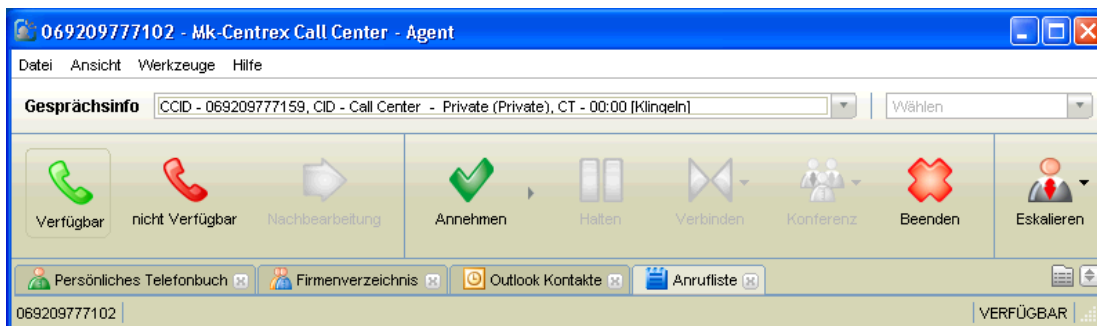 069209777102 - Mk-Centrex Call Center - Agent
Datei Ansicht Werkzeuge Hilfe
Gesprächsinfo CCID - 069209777159, CID - Call Center - Private (Private), CT - 00:00 [Klingeln] Wählen
Verfügbar nicht Verfügbar Nachbearbeitung Annehmen Halten Verbinden Konferenz Beenden Eskalieren
Persönliches Telefonbuch Firmenverzeichnis Outlook Kontakte Anrufliste
069209777102 VERFÜGBAR